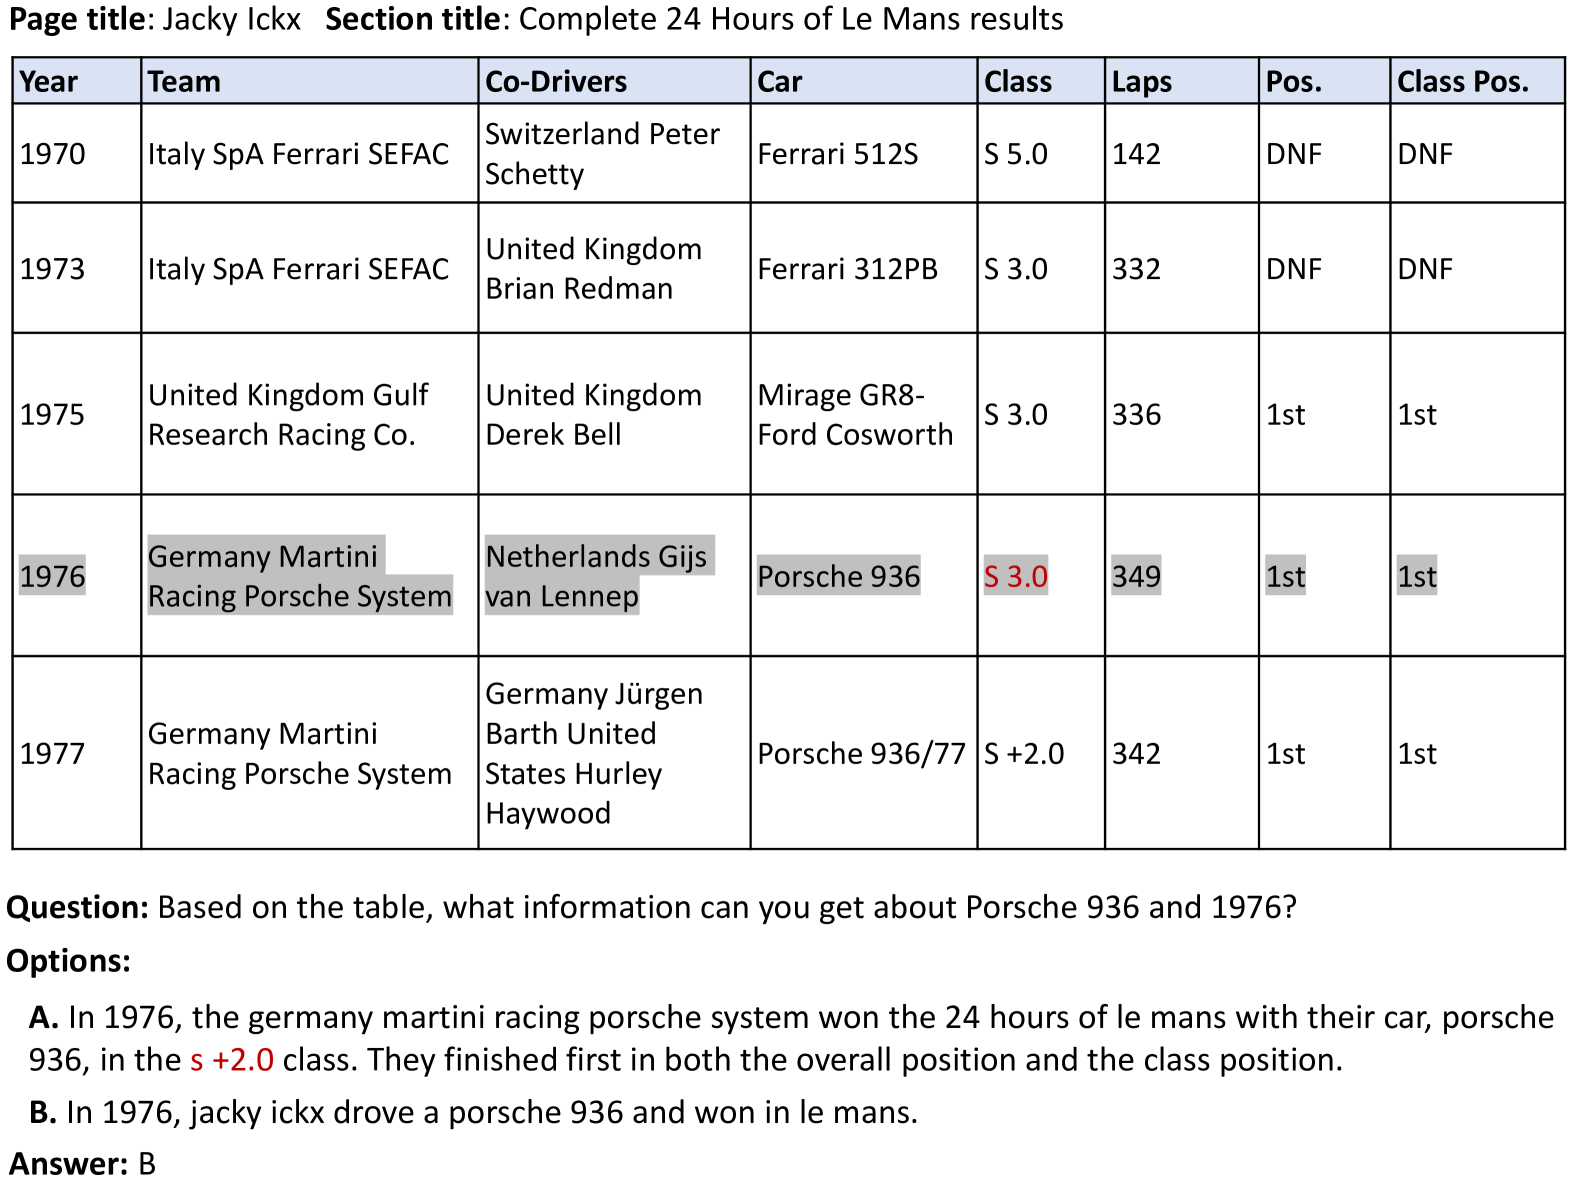 Page title: Jacky Ickx   Section title: Complete 24 Hours of Le Mans results
Year Team Co-Drivers Car Class Laps Pos. Class Pos.
1970 Italy SpA Ferrari SEFAC Switzerland Peter Schetty Ferrari 512S S 5.0 142 DNF DNF
1973 Italy SpA Ferrari SEFAC United Kingdom Brian Redman Ferrari 312PB S 3.0 332 DNF DNF
1975 United Kingdom Gulf Research Racing Co. United Kingdom Derek Bell Mirage GR8-Ford Cosworth S 3.0 336 1st 1st
1976 Germany Martini Racing Porsche System Netherlands Gijs van Lennep Porsche 936 S 3.0 349 1st 1st
1977 Germany Martini Racing Porsche System Germany Jürgen Barth United States Hurley Haywood Porsche 936/77 S +2.0 342 1st 1st
Question: Based on the table, what information can you get about Porsche 936 and 1976?
Options:
A. In 1976, the germany martini racing porsche system won the 24 hours of le mans with their car, porsche
936, in the s +2.0 class. They finished first in both the overall position and the class position.
B. In 1976, jacky ickx drove a porsche 936 and won in le mans.
Answer: B